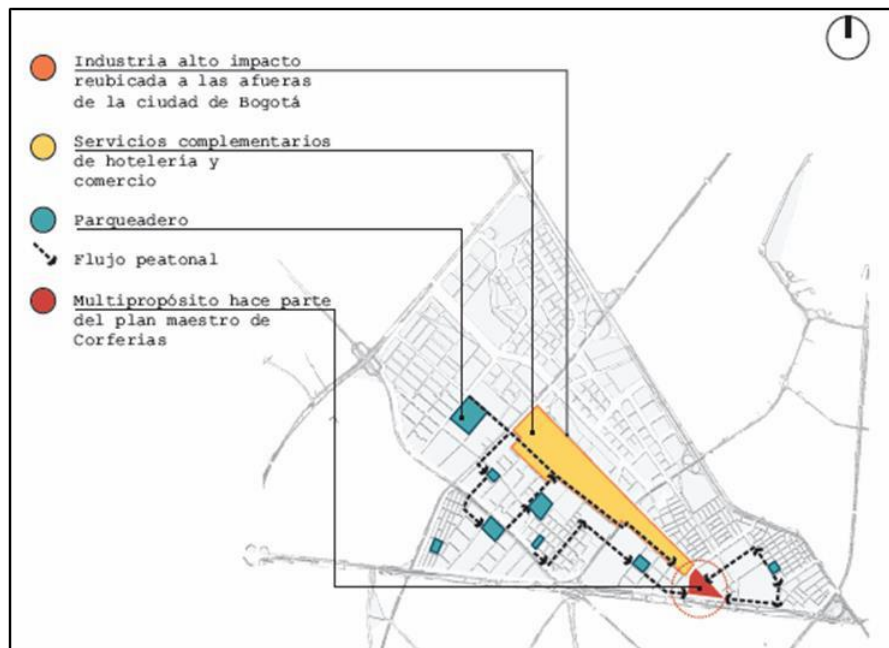 Industria alto impacto
reubicada a las afueras
de la ciudad de Bogotá
Servicios complementarios
de hotelería y
comercio
Parqueadero
Flujo peatonal
Multipropósito hace parte
del plan maestro de
Corferias